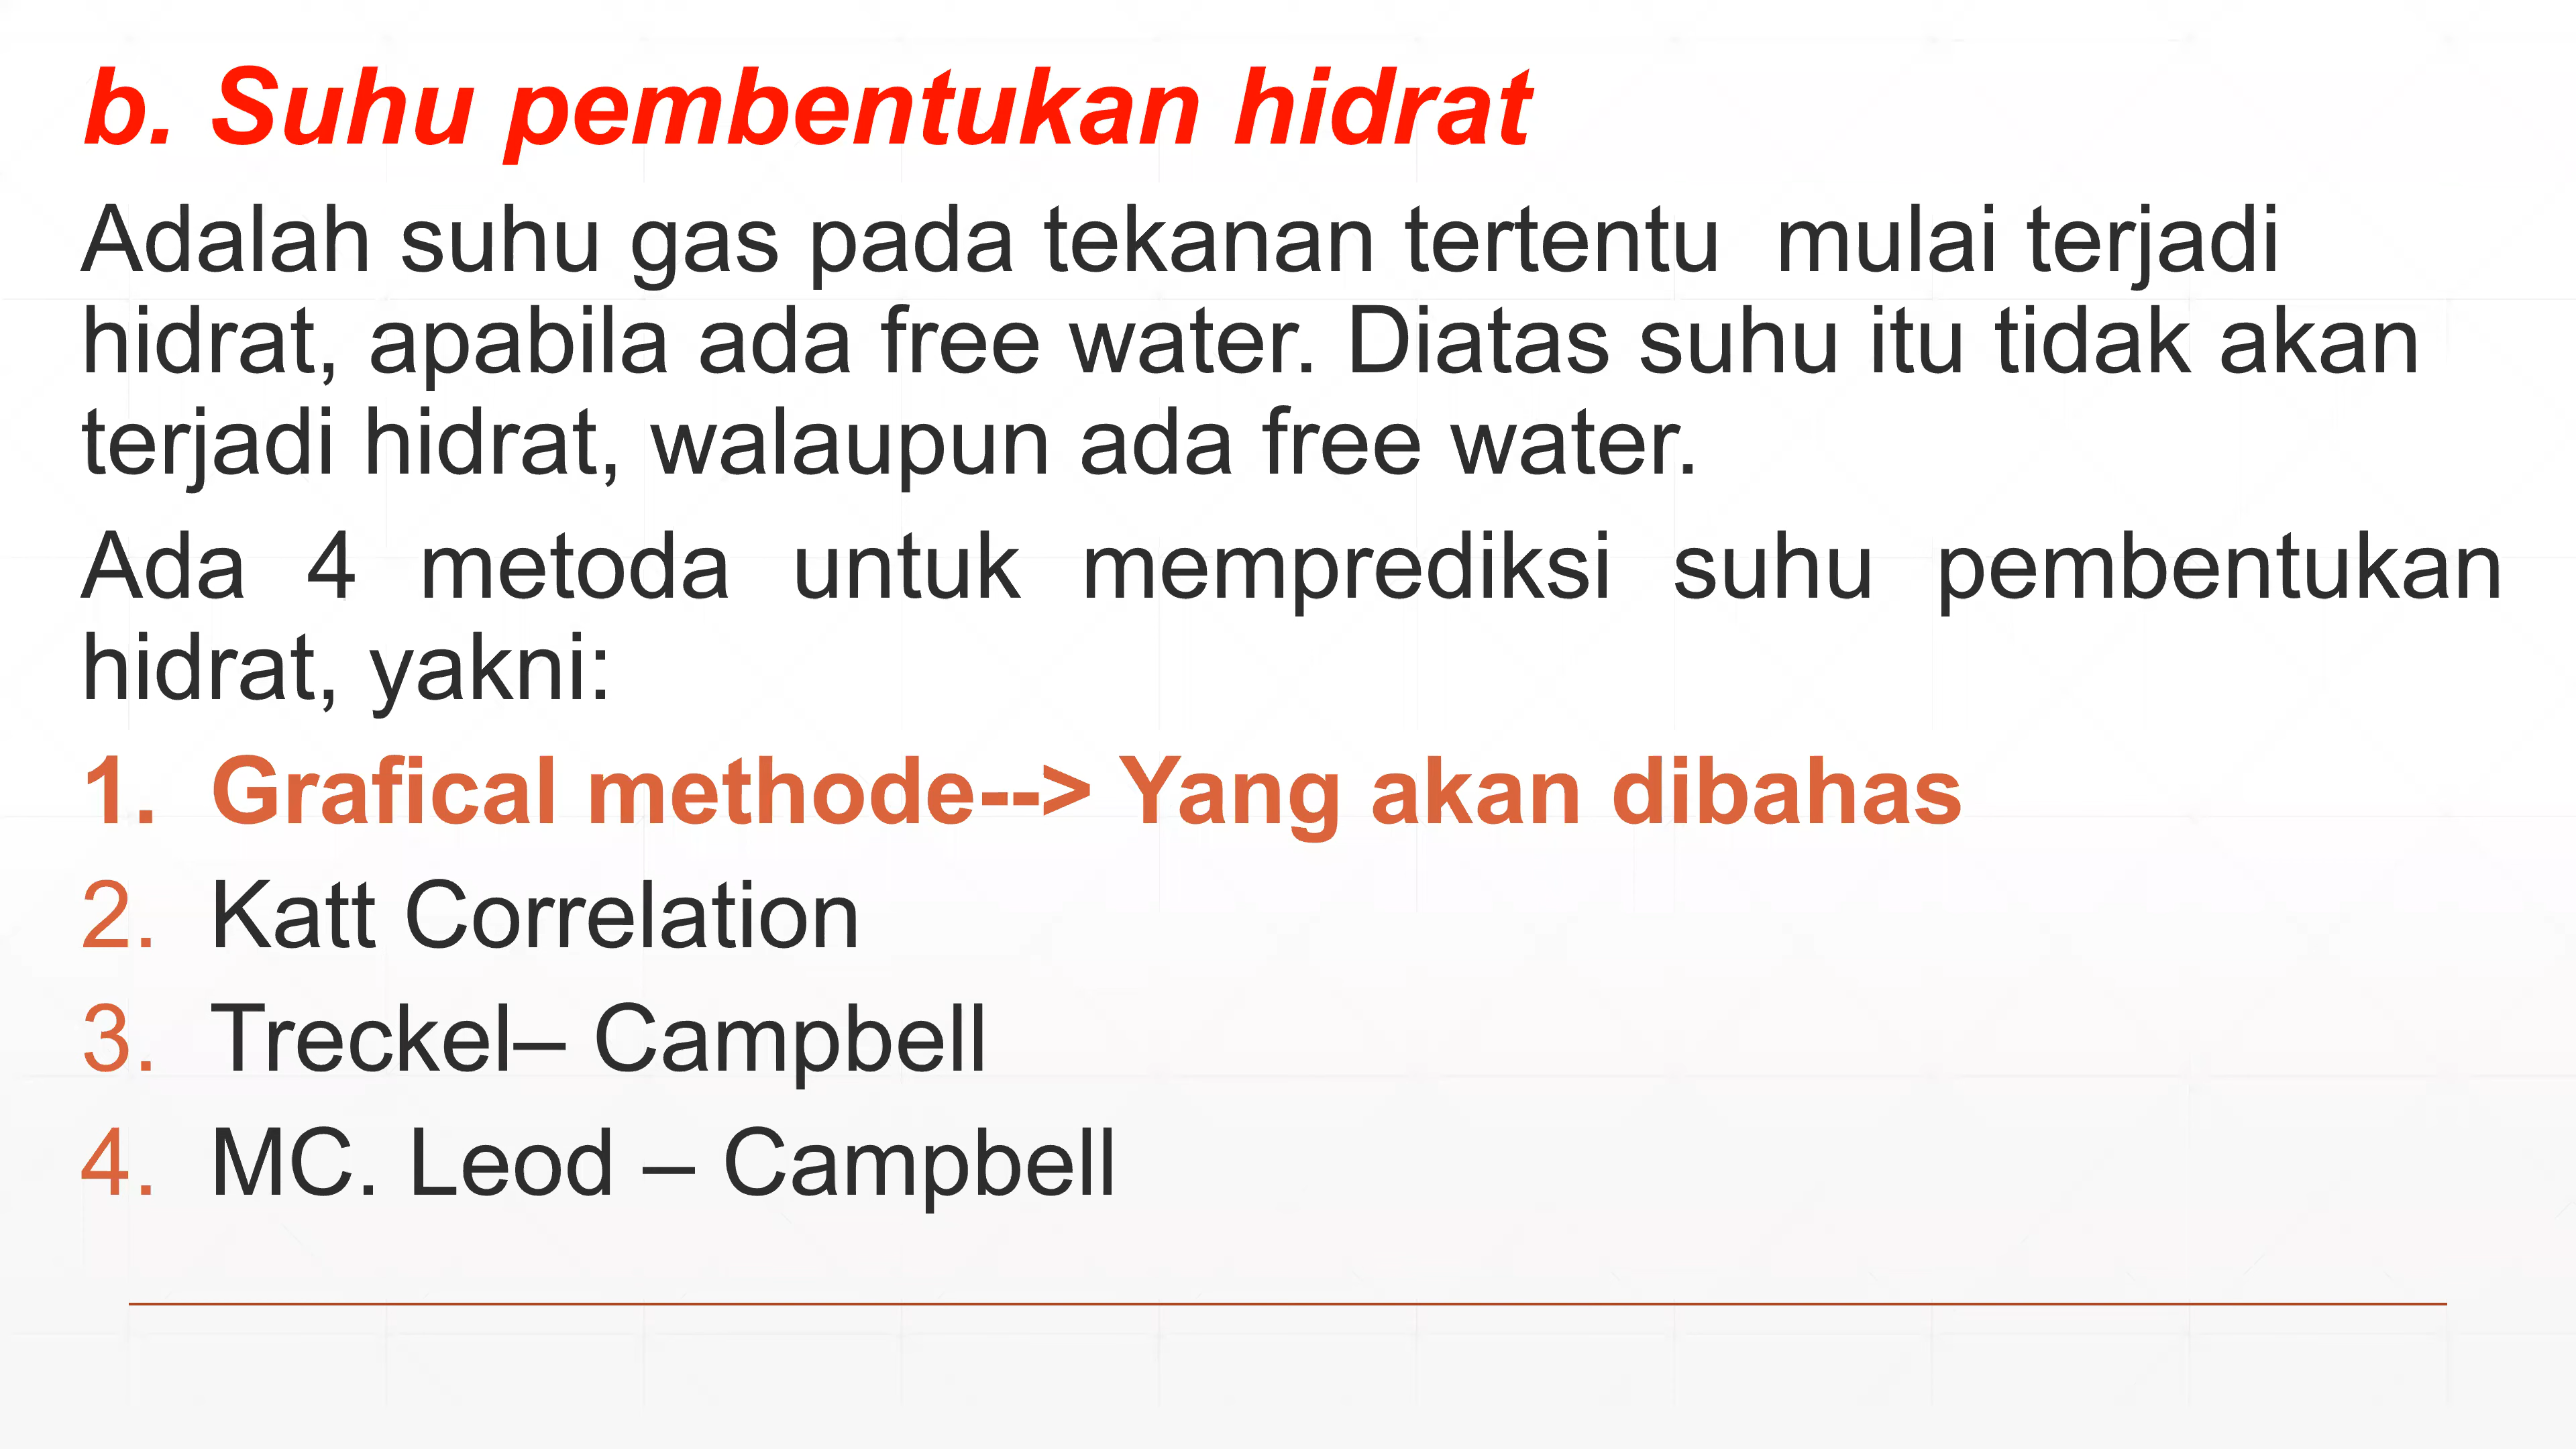 b. Suhu pembentukan hidrat
Adalah suhu gas pada tekanan tertentu  mulai terjadi
hidrat, apabila ada free water. Diatas suhu itu tidak akan
terjadi hidrat, walaupun ada free water.
Ada 4 metoda untuk memprediksi suhu pembentukan
hidrat, yakni:
1. Grafical methode--> Yang akan dibahas
2. Katt Correlation
3. Treckel– Campbell
4. MC. Leod – Campbell